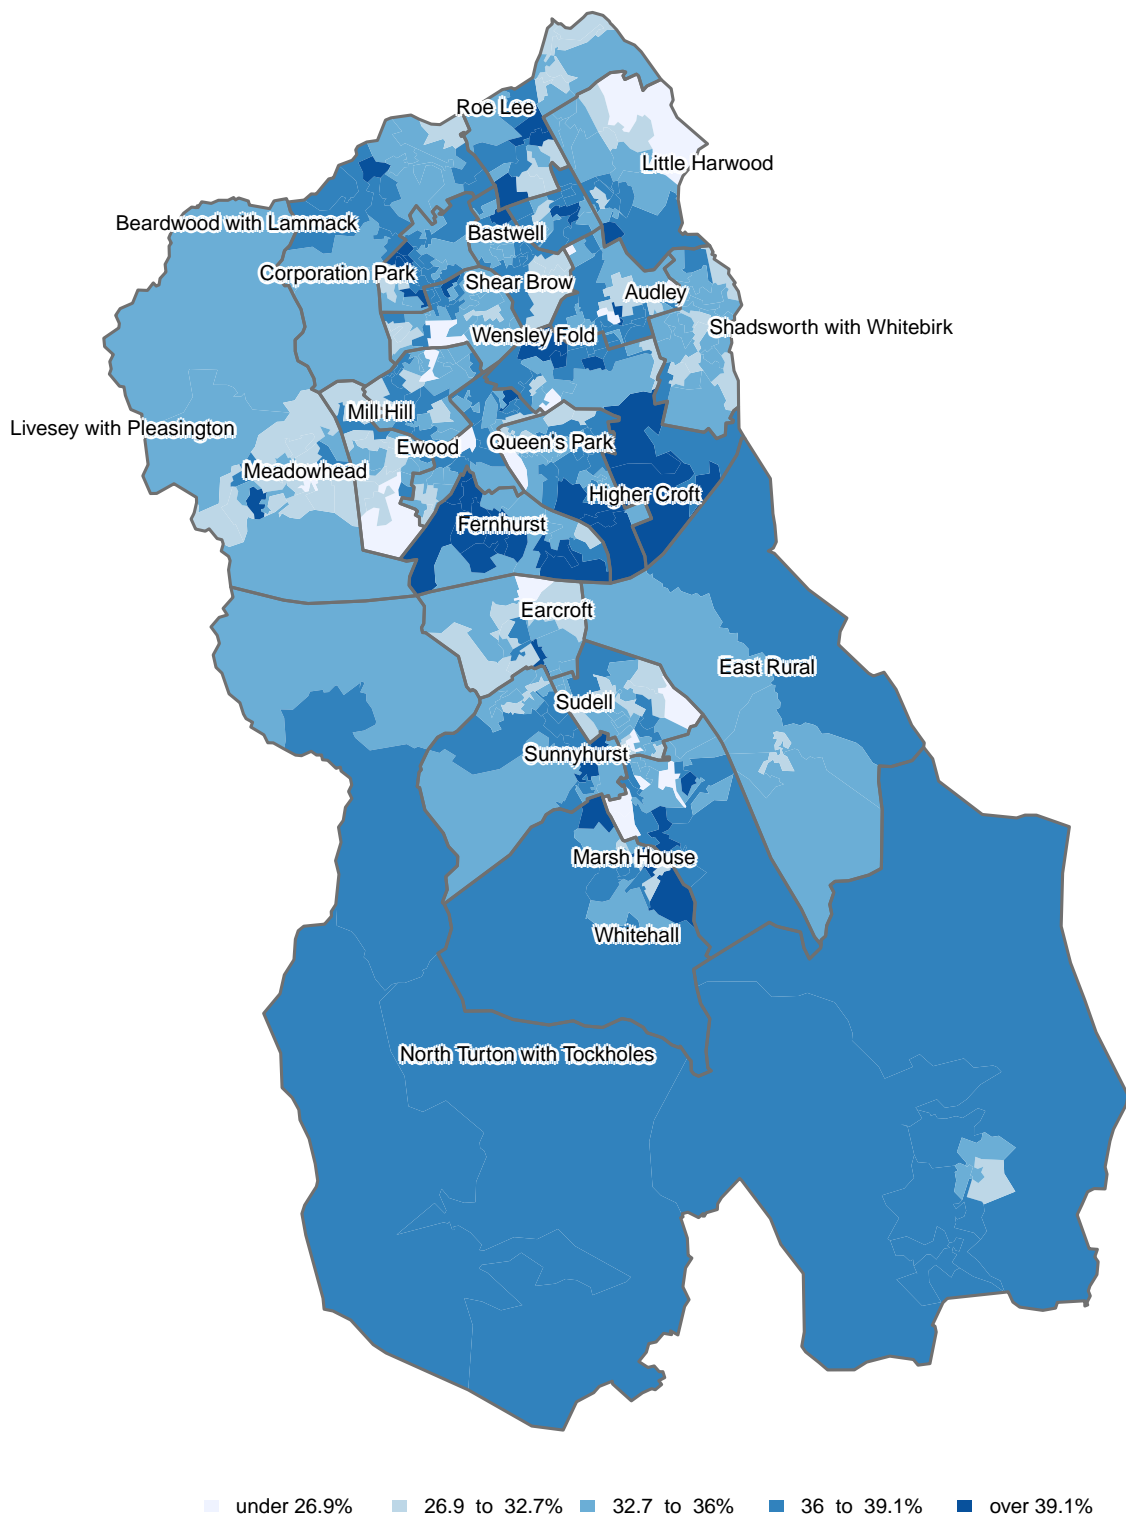 Roe Lee
Little Harwood
Beardwood with Lammack
Bastwell
Corporation Park
Shear Brow
Audley
Shadsworth with Whitebirk
Wensley Fold
Mill Hill
Livesey with Pleasington
Ewood
Queen's Park
Meadowhead
Higher Croft
Fernhurst
Earcroft
East Rural
Sudell
Sunnyhurst
Marsh House
Whitehall
North Turton with Tockholes
under 26.9% 26.9 to 32.7% 32.7 to 36% 36 to 39.1% over 39.1%